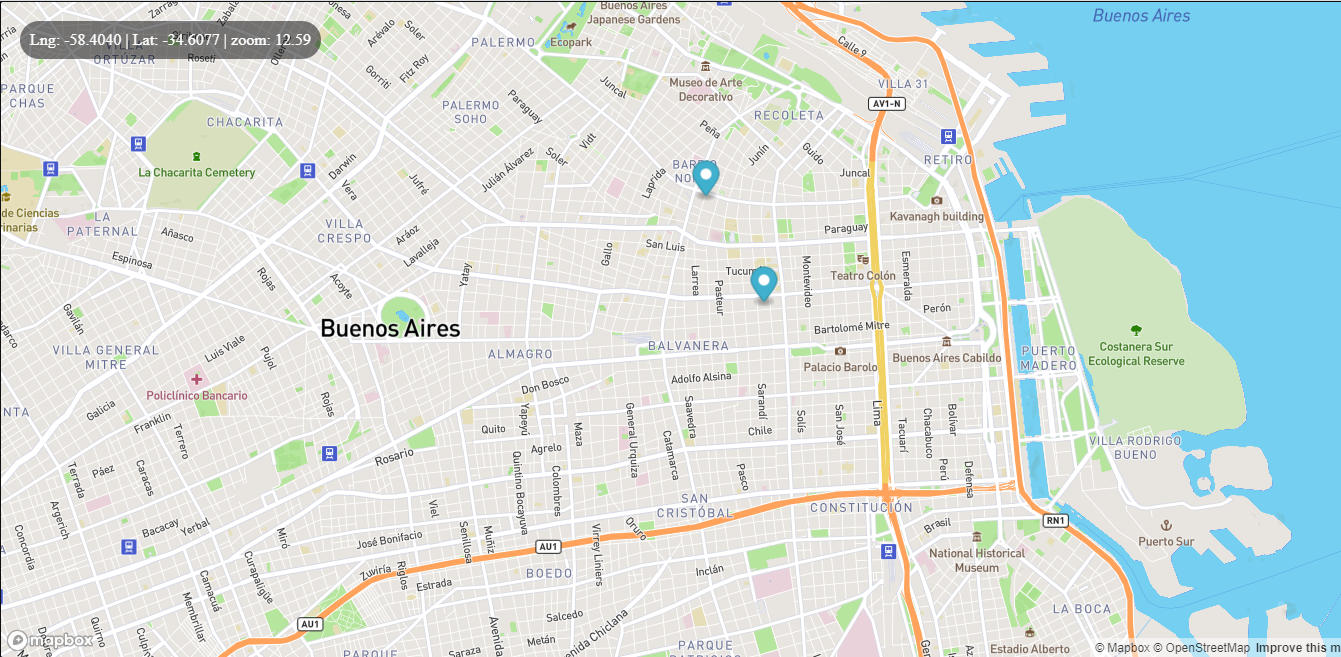 Buenos Aires
Japanese Gardens
Buenos Aires
Lng: -58.4040 | Lat: -34.6077 | zoom: 12.59
Zabala
Arévalo
Soler
PALERMO
Ecopark
Calle 9
ORTÚZAR
Roseti
Fitz Roy
Gorriti
Juncal
Museo de Arte
Decorativo
VILLA 31
PARQUE
CHAS
PALERMO
SOHO
Paraguay
AV1-N
CHACARITA
Peña
RECOLETA
Vidt
Soler
Junín
Guido
RETIRO
Darwin
Julián Álvarez
La Chacarita Cemetery
Jufré
Vera
Laprida
Juncal
de Ciencias
LA
PATERNAL
VILLA
CRESPO
Kavanagh building
Añasco
Aráoz
Lavalleja
Paraguay
San Luis
Gallo
Espinosa
Rojas
Acoyte
Yatay
Larrea
Pasteur
Montevideo
Teatro Colón
Esmeralda
Gavilán
Perón
Buenos Aires
Bartolomé Mitre
Costanera Sur
Ecological Reserve
VILLA GENERAL
MITRE
Luis Viale
Pujol
ALMAGRO
BALVANERA
Buenos Aires Cabildo
PUERTO
MADERO
Palacio Barolo
Policlínico Bancario
Don Bosco
Adolfo Alsina
Rojas
Galicia
Franklin
Yapeyú
General Urquiza
Saavedra
Sarandí
Solís
San José
Lima
Tacuarí
Chacabuco
Bolívar
Quito
Maza
Chile
Terrero
Agrelo
VILLA RODRIGO
BUENO
Rosario
Terrada
Páez
Caracas
Quintino Bocayuva
Colombres
Catamarca
Pasco
Perú
Defensa
SAN
CRISTÓBAL
CONSTITUCIÓN
Argerich
Viel
Bacacay
Yerbal
Senillosa
Muñiz
Virrey Liniers
Oruro
Brasil
RN1
Concordia
Miró
José Bonifacio
AU1
Puerto Sur
National Historical
Museum
Curapaligüe
Zuviría
Riglos
Estrada
BOEDO
Inclán
Camacuá
Membrillar
LA BOCA
AU1
Salcedo
Metán
Avenida
Quirno
PARQUE
PARQUE
Saraza
Estadio Alberto
mapbox
© Mapbox © OpenStreetMap Improve this m